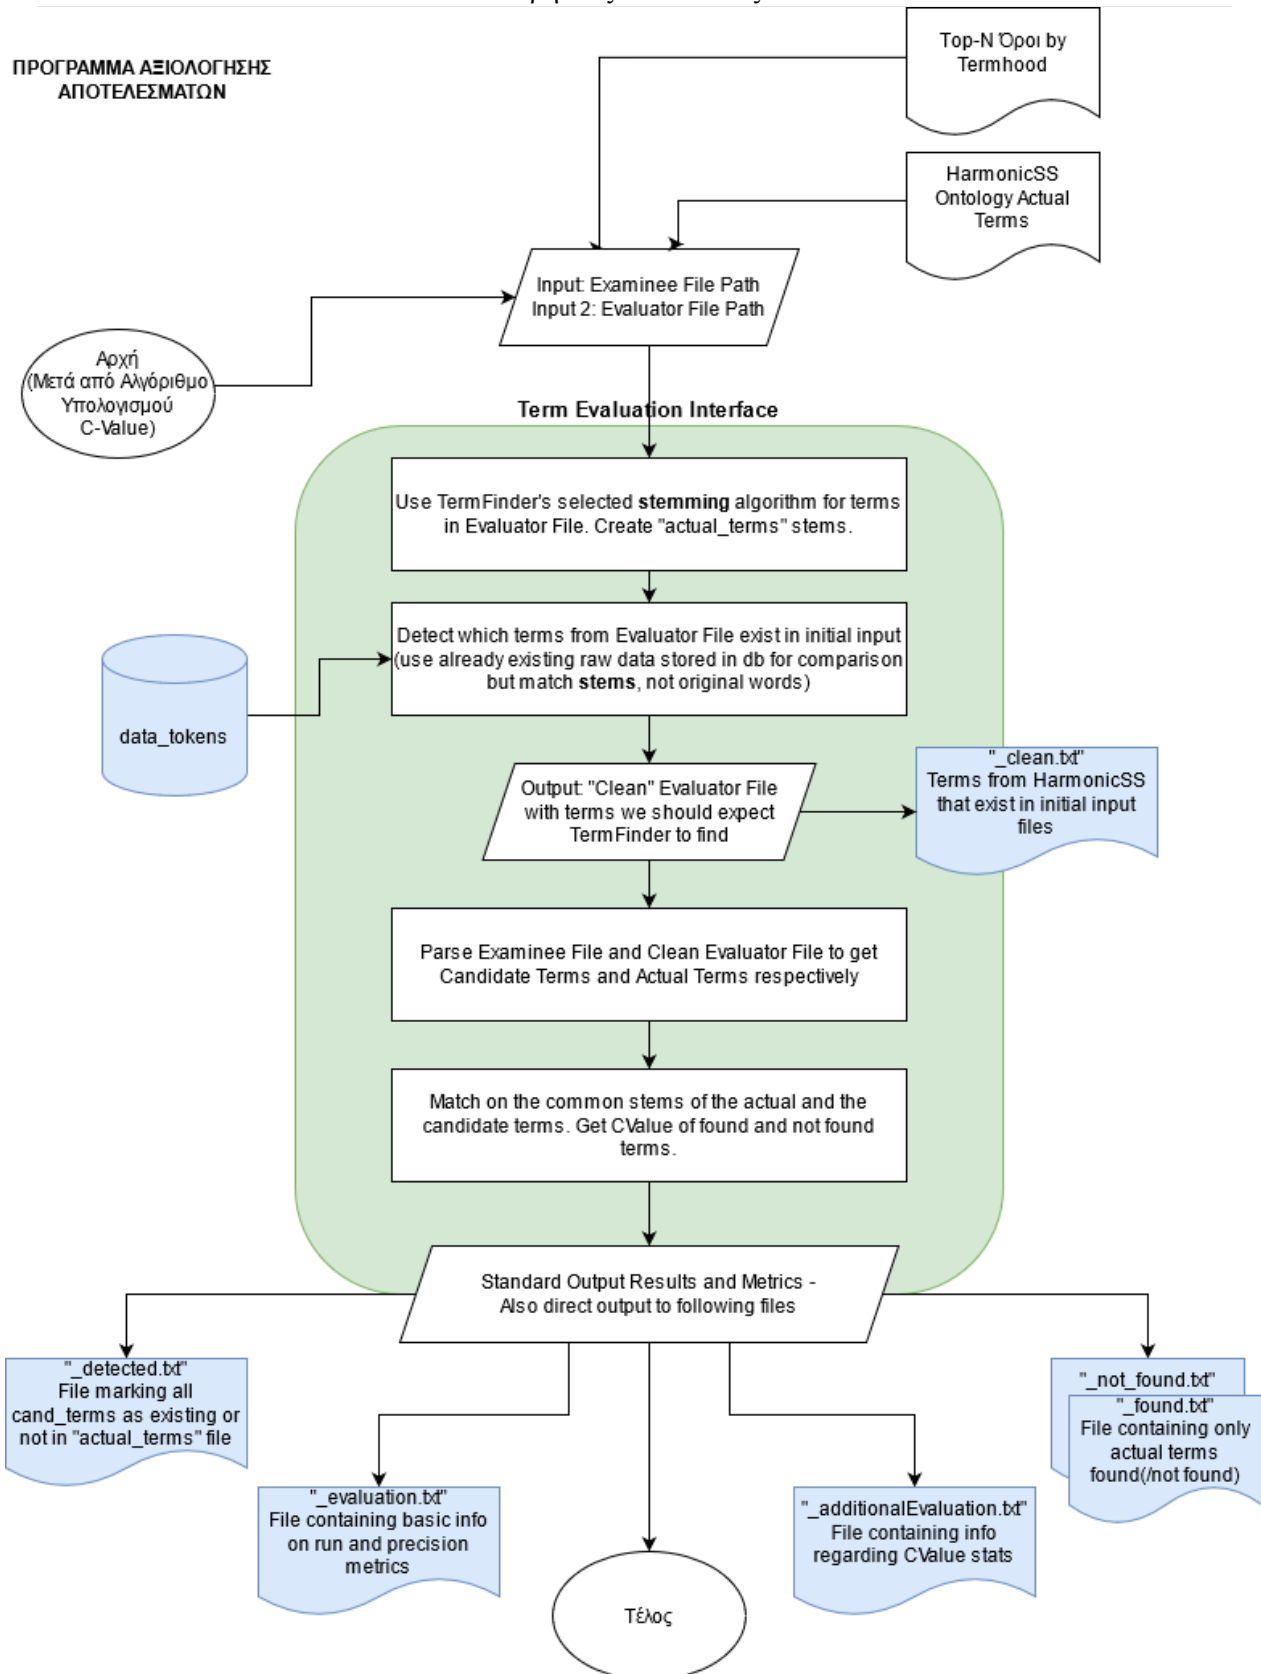 ΠΡΟΓΡΑΜΜΑ ΑΞΙΟΛΟΓΗΣΗΣ
ΑΠΟΤΕΛΕΣΜΑΤΩΝ
Top-N Όροι by
Termhood
HarmonicSS
Ontology Actual
Terms
Input: Examinee File Path
Input 2: Evaluator File Path
Αρχή
(Μετά από Αλγόριθμο
Υπολογισμού
C-Value)
Term Evaluation Interface
Use TermFinder's selected stemming algorithm for terms
in Evaluator File. Create "actual_terms" stems.
Detect which terms from Evaluator File exist in initial input
(use already existing raw data stored in db for comparison
but match stems, not original words)
data_tokens
Output: "Clean" Evaluator File
with terms we should expect
TermFinder to find
"_clean.txt"
Terms from HarmonicSS
that exist in initial input
files
Parse Examinee File and Clean Evaluator File to get
Candidate Terms and Actual Terms respectively
Match on the common stems of the actual and the
candidate terms. Get CValue of found and not found
terms.
Standard Output Results and Metrics -
Also direct output to following files
"_detected.txt"
File marking all
cand_terms as existing or
not in "actual_terms" file
"_evaluation.txt"
File containing basic info
on run and precision
metrics
"_additionalEvaluation.txt"
File containing info
regarding CValue stats
"_not_found.txt"
"_found.txt"
File containing only
actual terms
found(/not found)
Τέλος